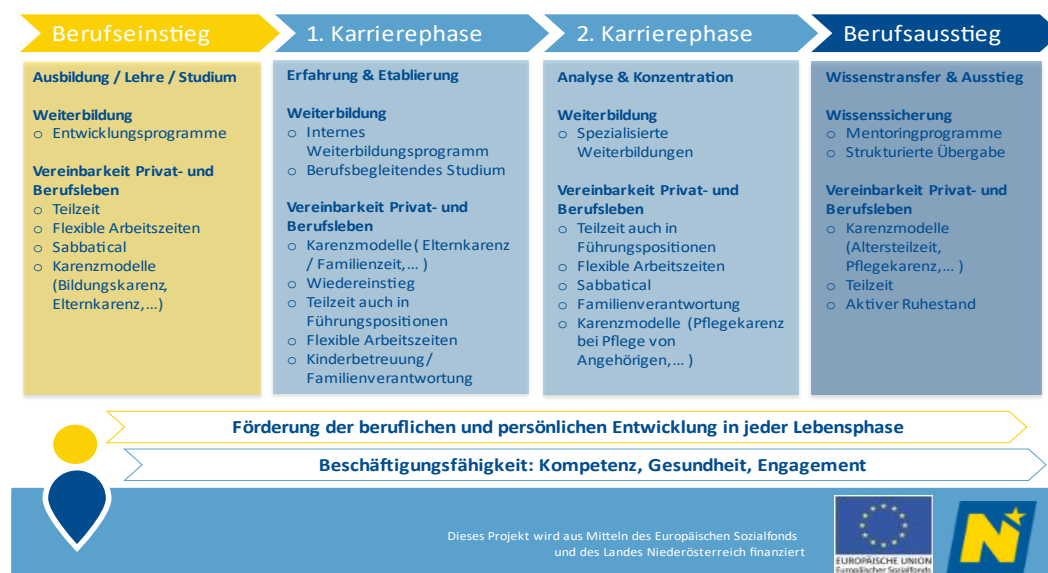 Berufseinstieg
1. Karrierephase
2. Karrierephase
Berufsausstieg
Ausbildung / Lehre / Studium
Weiterbildung
o Entwicklungsprogramme
Vereinbarkeit Privat- und
Berufsleben
o Teilzeit
o Flexible Arbeitszeiten
o Sabbatical
o Karenzmodelle
(Bildungskarenz,
Elternkarenz,...)
Erfahrung & Etablierung
Weiterbildung
o Internes
Weiterbildungsprogramm
o Berufsbegleitendes Studium
Vereinbarkeit Privat- und
Berufsleben
o Karenzmodelle( Elternkarenz
/ Familienzeit,... )
o Wiedereinstieg
o Teilzeit auch in
Führungspositionen
o Flexible Arbeitszeiten
o Kinderbetreuung/
Familienverantwortung
Analyse & Konzentration
Weiterbildung
o Spezialisierte
Weiterbildungen
Vereinbarkeit Privat- und
Berufsleben
o Teilzeit auch in
Führungspositionen
o Flexible Arbeitszeiten
o Sabbatical
o Familienverantwortung
o Karenzmodelle (Pflegekarenz
bei Pflege von
Angehörigen,... )
Wissenstransfer & Ausstieg
Wissenssicherung
o Mentoringprogramme
o Strukturierte Übergabe
Vereinbarkeit Privat- und
Berufsleben
o Karenzmodelle
(Altersteilzeit,
Pflegekarenz,... )
o Teilzeit
o Aktiver Ruhestand
Förderung der beruflichen und persönlichen Entwicklung in jeder Lebensphase
Beschäftigungsfähigkeit: Kompetenz, Gesundheit, Engagement
Dieses Projekt wird aus Mitteln des Europäischen Sozialfonds
und des Landes Niederösterreich finanziert
EUROPÄISCHE UNION
Europäischer Sozialfonds
N